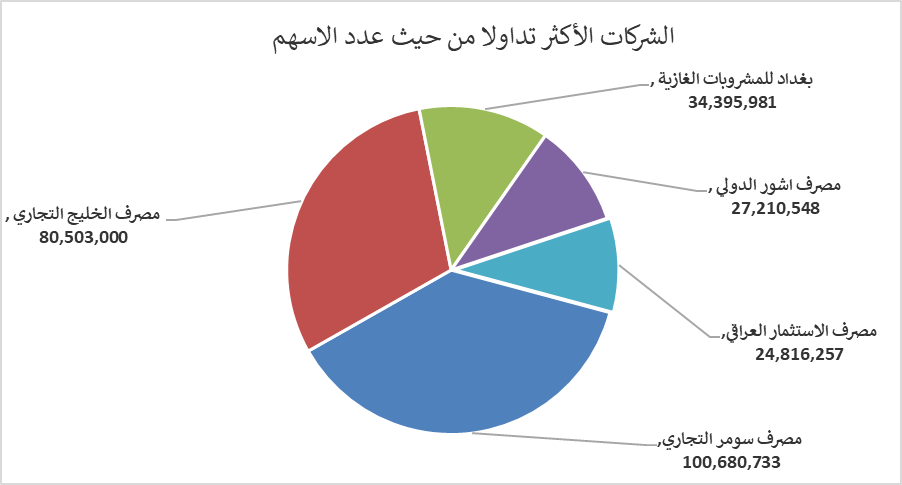 الشركات الأكثر تداولا من حيث عدد الاسهم
بغداد للمشروبات الغازية ,
34,395,981
مصرف اشور الدولي ,
27,210,548
مصرف الخليج التجاري ,
80,503,000
مصرف الاستثمار العراقي,
24,816,257
مصرف سومر التجاري,
100,680,733